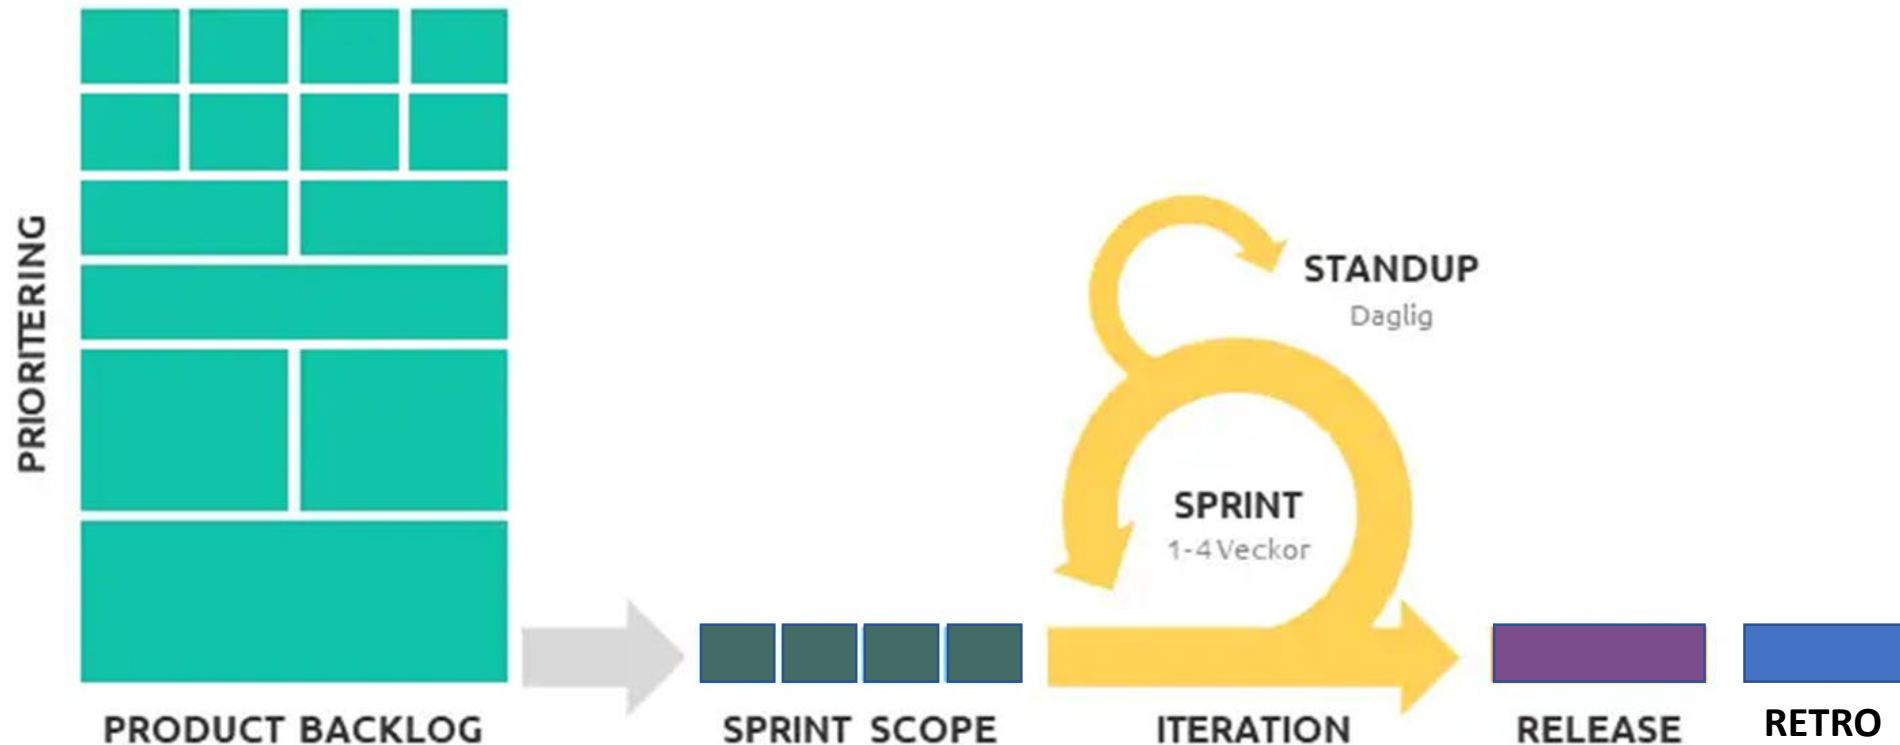 PRIORITERING
STANDUP
Daglig
SPRINT
1-4 Veckor
PRODUCT BACKLOG
SPRINT SCOPE
ITERATION
RELEASE
RETRO